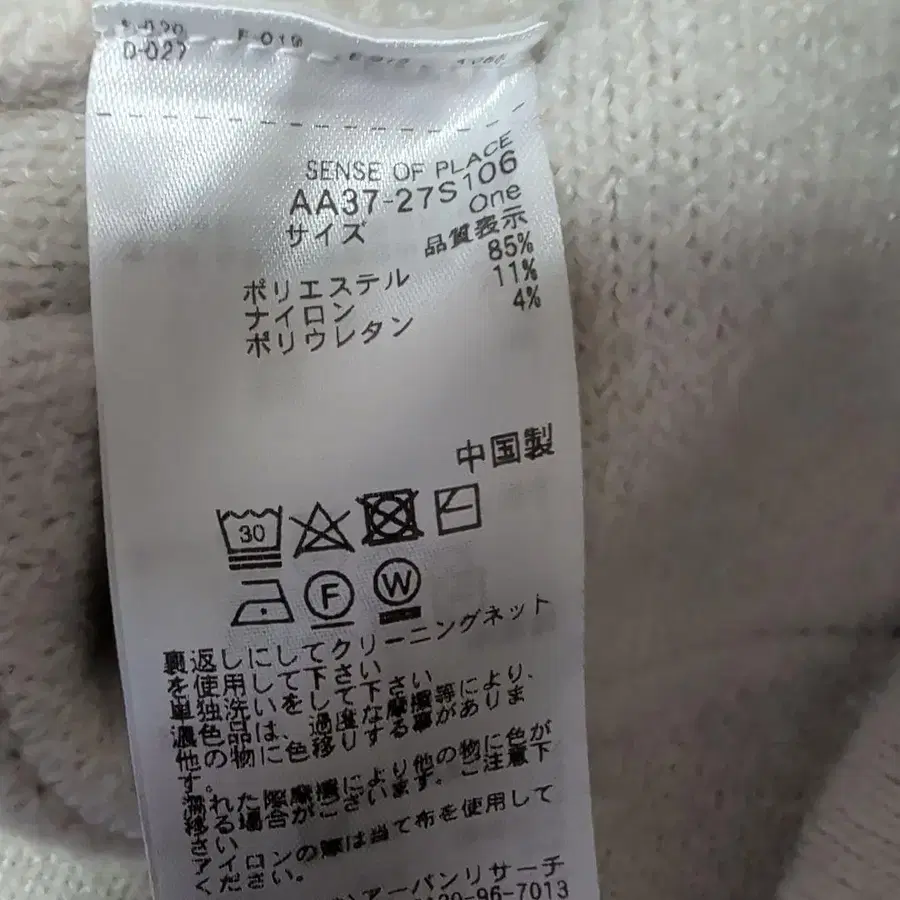 D-027 F-019
SENSE OF PLACE
AA37-27S106
サイズ One
品質表示
ポリエステル 85%
ナイロン 11%
ポリウレタン 4%
中国製
30
F W
裏返しにしてクリーニングネット
を使用して下さい
単独洗いをして下さい
濃色品は、過度な摩擦等により、
他の物に色移りする事がありま
す。
濡れた際摩擦により他の物に色が
移る場合がございます。ご注意下
さい
アイロンの際は当て布を使用して
ください。
アーバンリサーチ
96-7013